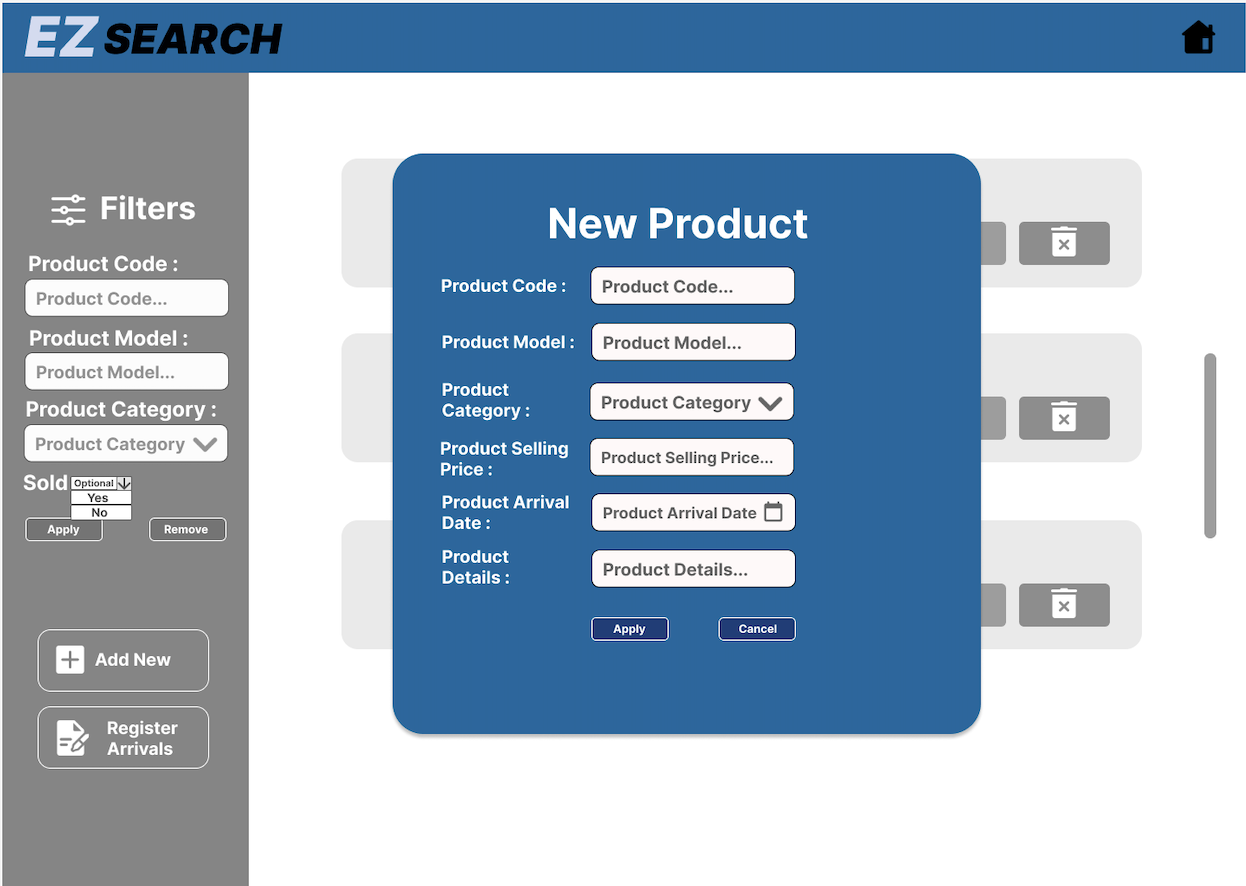 EZ SEARCH
Filters
Product Code :
Product Code...
Product Model :
Product Model...
Product Category :
Product Category
Sold Optional
Yes
No
Apply Remove
Add New
Register
Arrivals
New Product
Product Code : Product Code...
Product Model : Product Model...
Product
Category :
Product Category
Product Selling
Price :
Product Selling Price...
Product Arrival
Date :
Product Arrival Date
Product
Details :
Product Details...
Apply Cancel